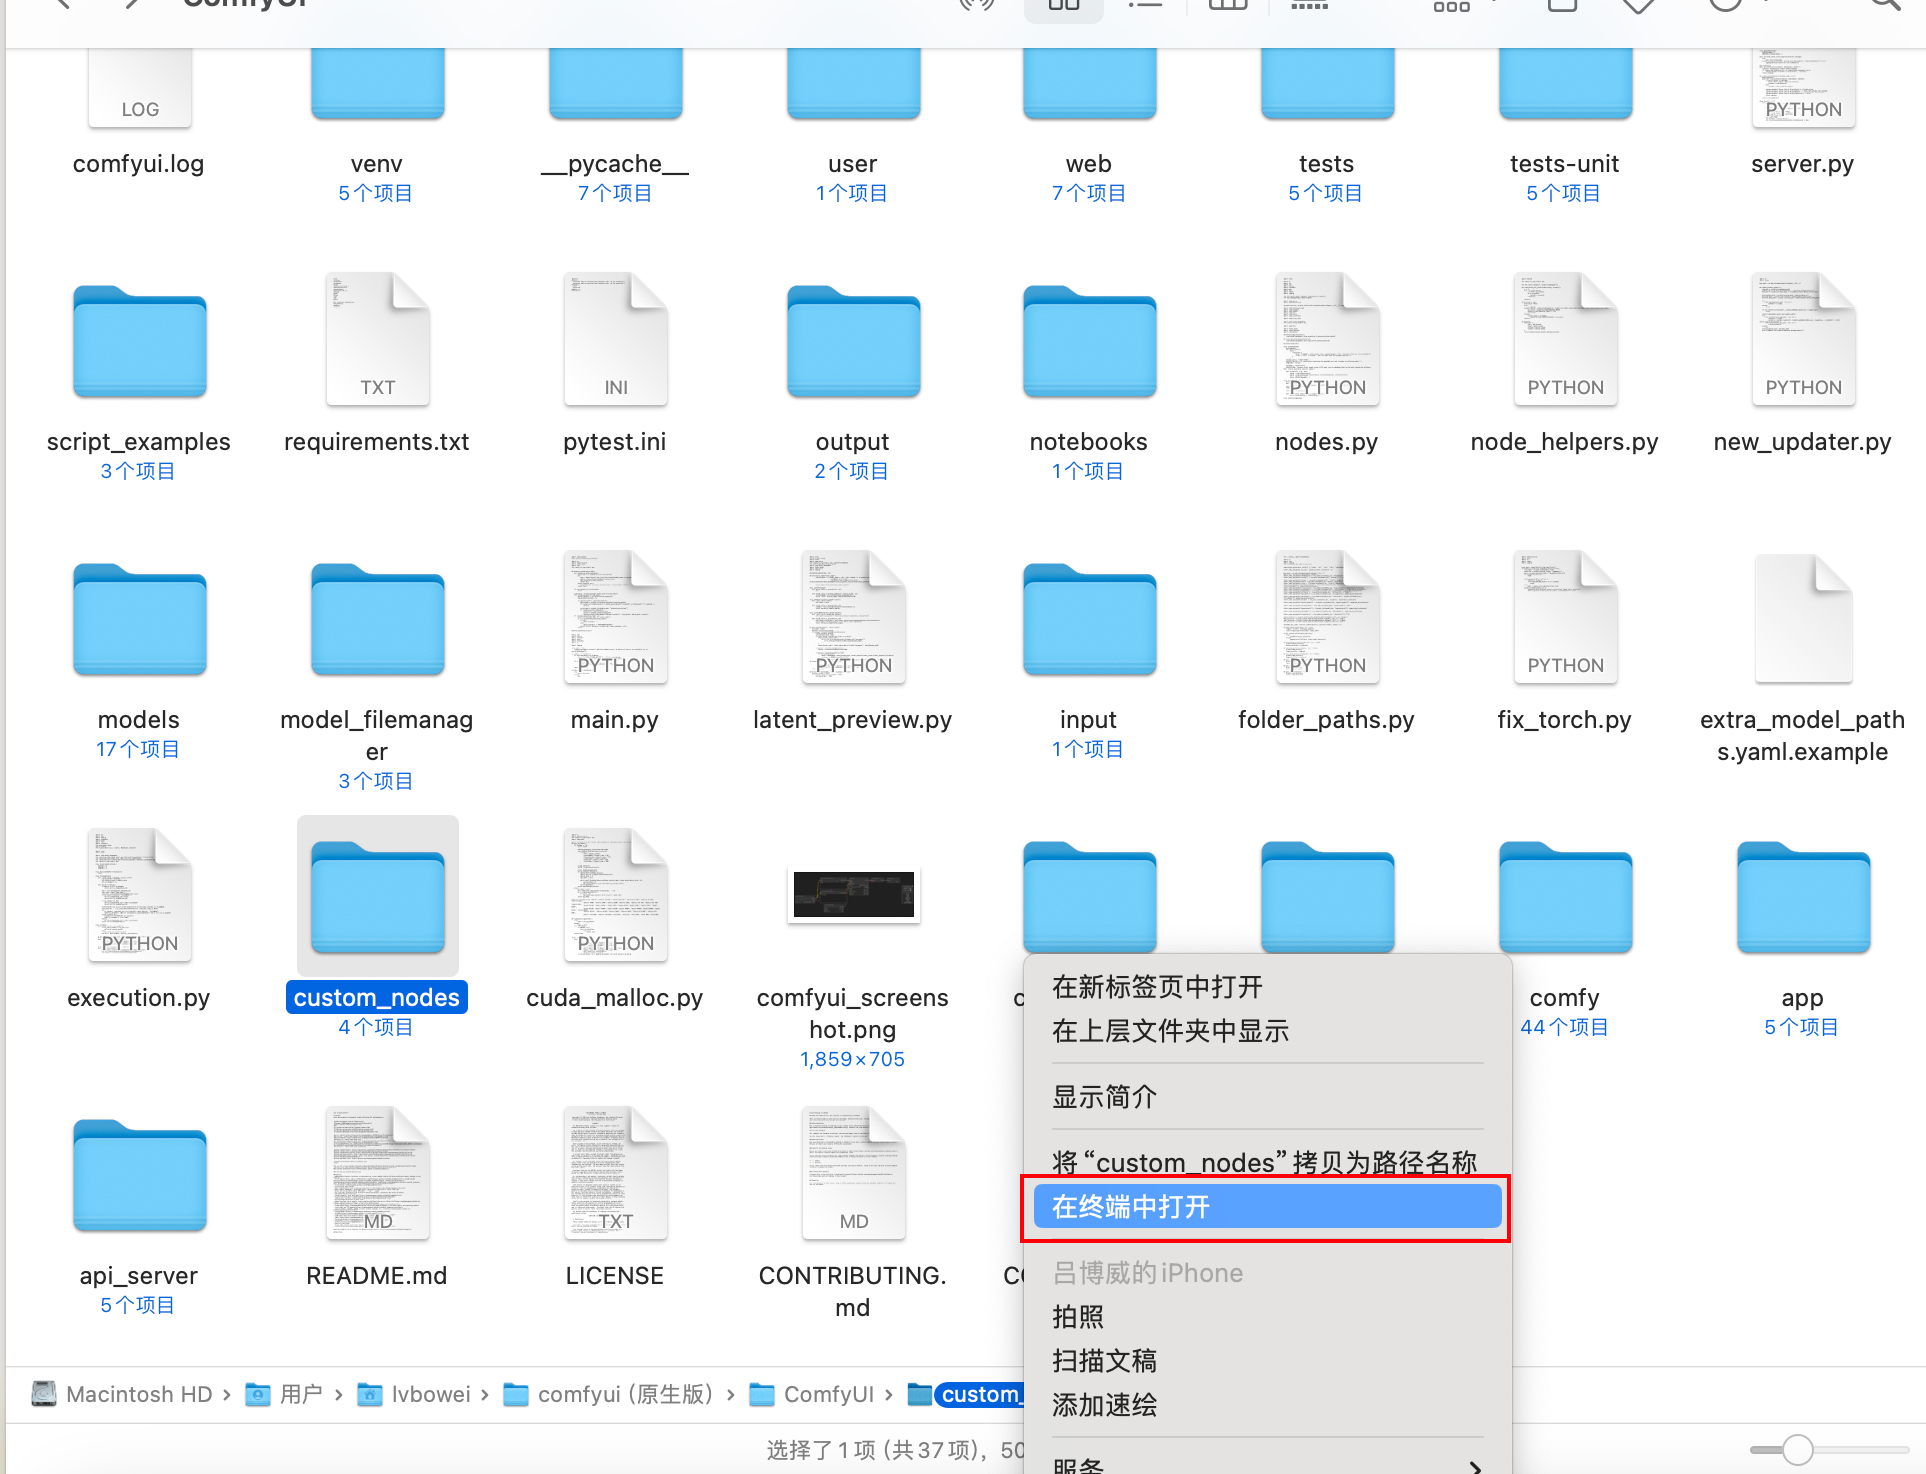 ComfyUI
LOG
PYTHON
comfyui.log
venv
5个项目
__pycache__
7个项目
user
1个项目
web
7个项目
tests
5个项目
tests-unit
5个项目
server.py
TXT
INI
PYTHON
PYTHON
PYTHON
script_examples
3个项目
requirements.txt
pytest.ini
output
2个项目
notebooks
1个项目
nodes.py
node_helpers.py
new_updater.py
PYTHON
PYTHON
PYTHON
PYTHON
models
17个项目
model_filemanag
er
3个项目
main.py
latent_preview.py
input
1个项目
folder_paths.py
fix_torch.py
extra_model_path
s.yaml.example
PYTHON
PYTHON
execution.py
custom_nodes
4个项目
cuda_malloc.py
comfyui_screens
hot.png
1,859×705
c
comfy
44个项目
app
5个项目
MD
TXT
MD
api_server
5个项目
README.md
LICENSE
CONTRIBUTING.
md
在新标签页中打开
在上层文件夹中显示
显示简介
将“custom_nodes”拷贝为路径名称
在终端中打开
吕博威的iPhone
拍照
扫描文稿
添加速绘
服务
Macintosh HD › 用户 › lvbowei › comfyui (原生版) › ComfyUI › custom_
选择了1项 (共37项)，50